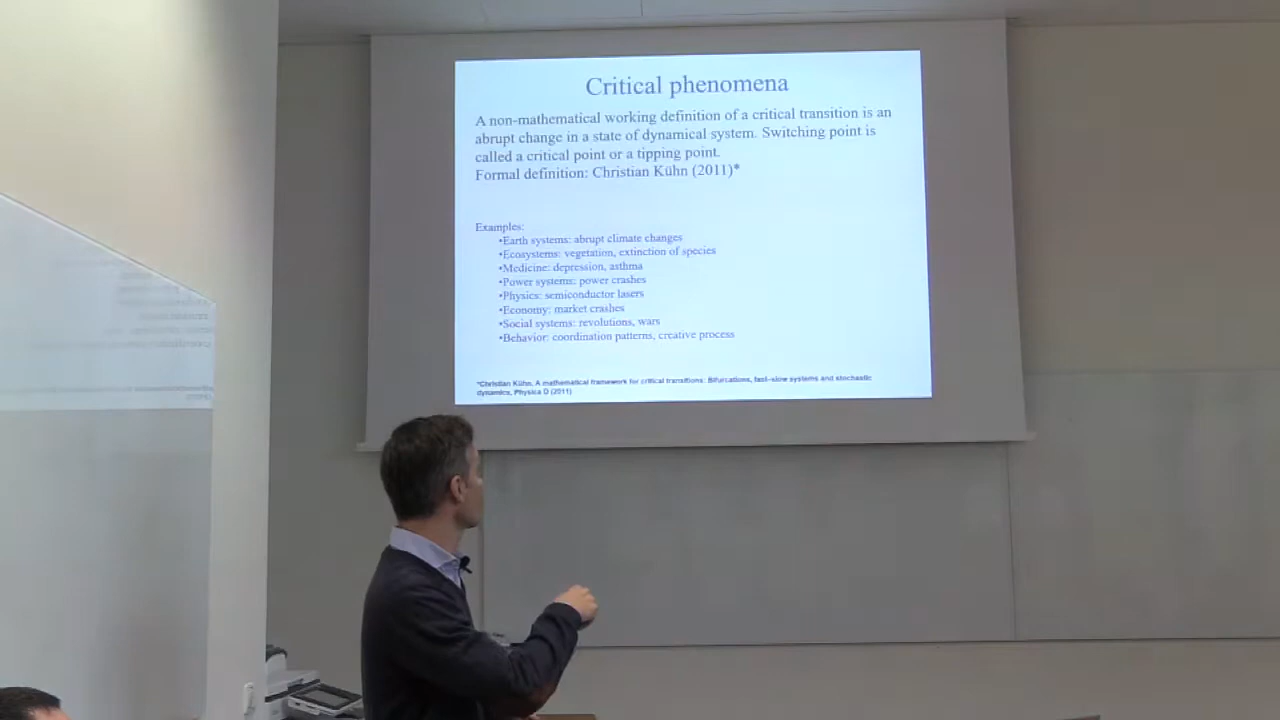 Critical phenomena
A non-mathematical working definition of a critical transition is an
abrupt change in a state of dynamical system. Switching point is
called a critical point or a tipping point.
Formal definition: Christian Kühn (2011)*
Examples:
•Earth systems: abrupt climate changes
•Ecosystems: vegetation, extinction of species
•Medicine: depression, asthma
•Power systems: power crashes
•Physics: semiconductor lasers
•Economy: market crashes
•Social systems: revolutions, wars
•Behavior: coordination patterns, creative process
*Christian Kühn, A mathematical framework for critical transitions: Bifurcations, fast–slow systems and stochastic
dynamics, Physica D (2011)